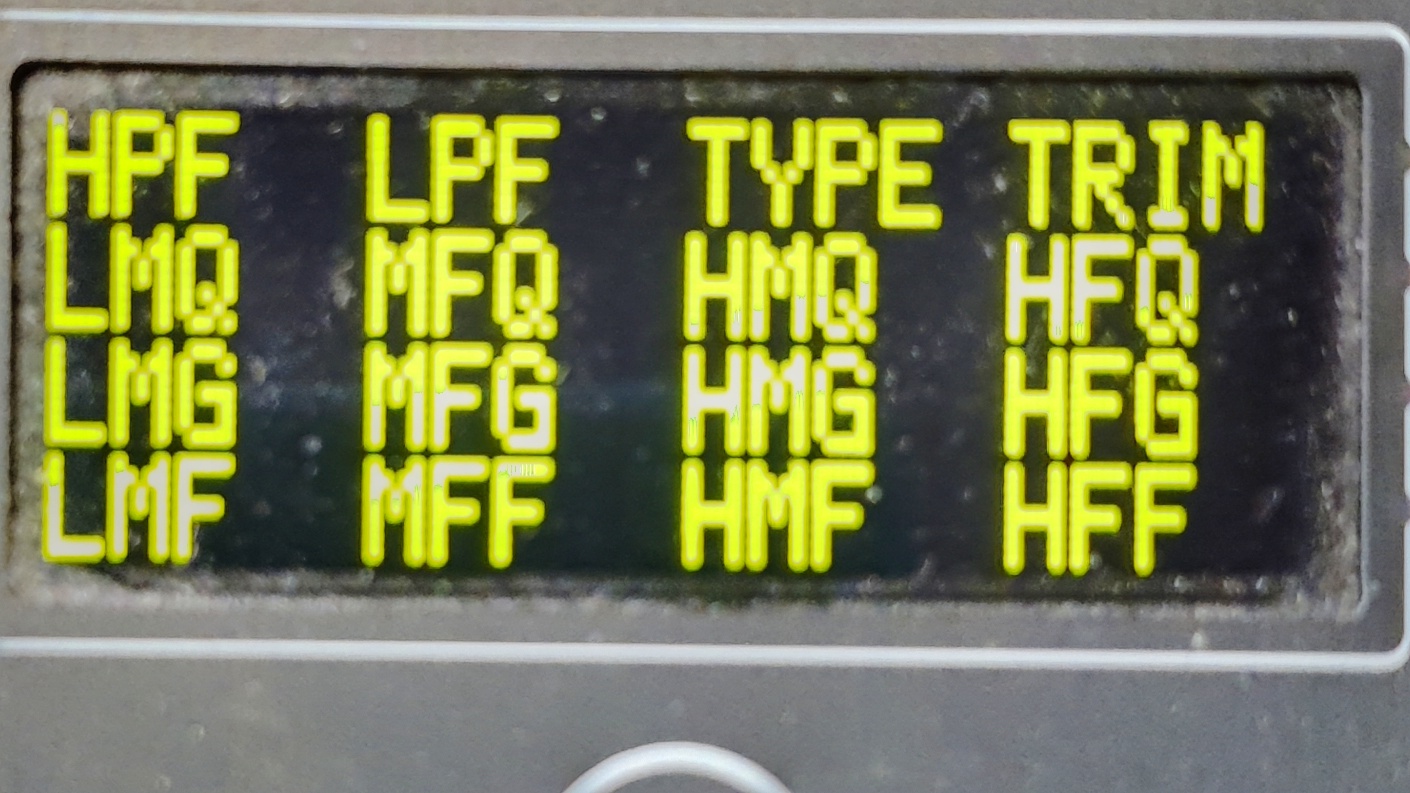 HPF LPF TYPE TRIM
LMQ MFQ HMQ HFQ
LMG MFG HMG HFG
LMF MFF HMF HFF